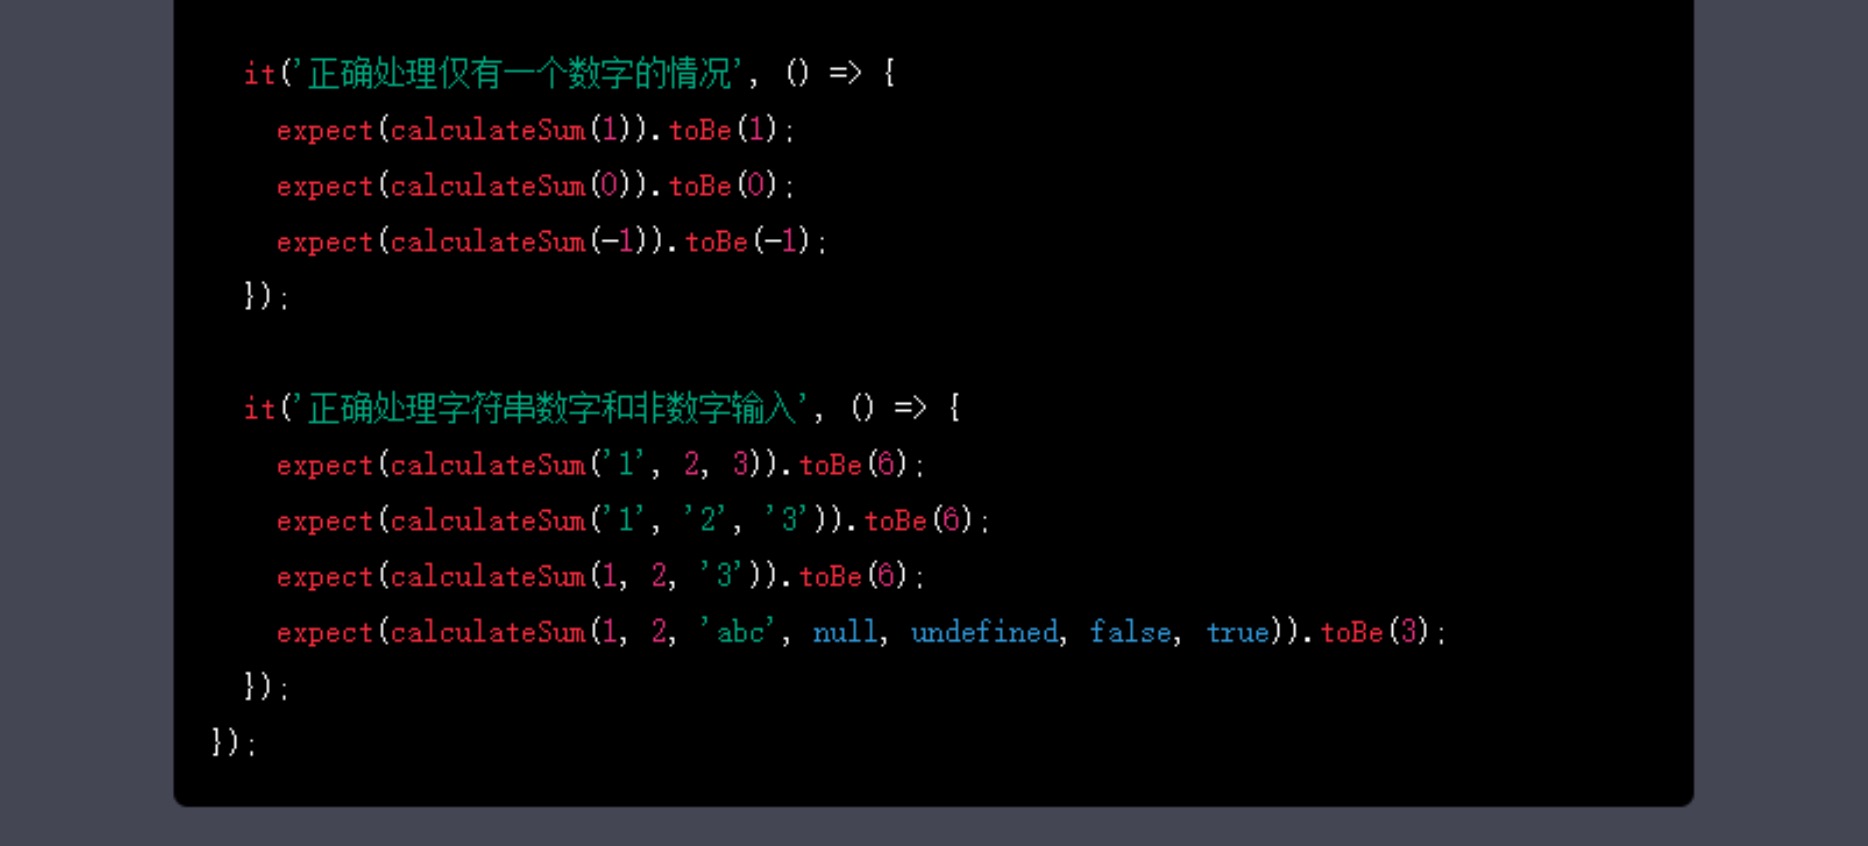 it('正确处理仅有一个数字的情况', () => {
expect(calculateSum(1)).toBe(1);
expect(calculateSum(0)).toBe(0);
expect(calculateSum(-1)).toBe(-1);
});
it('正确处理字符串数字和非数字输入', () => {
expect(calculateSum('1', 2, 3)).toBe(6);
expect(calculateSum('1', '2', '3')).toBe(6);
expect(calculateSum(1, 2, '3')).toBe(6);
expect(calculateSum(1, 2, 'abc', null, undefined, false, true)).toBe(3);
});
});